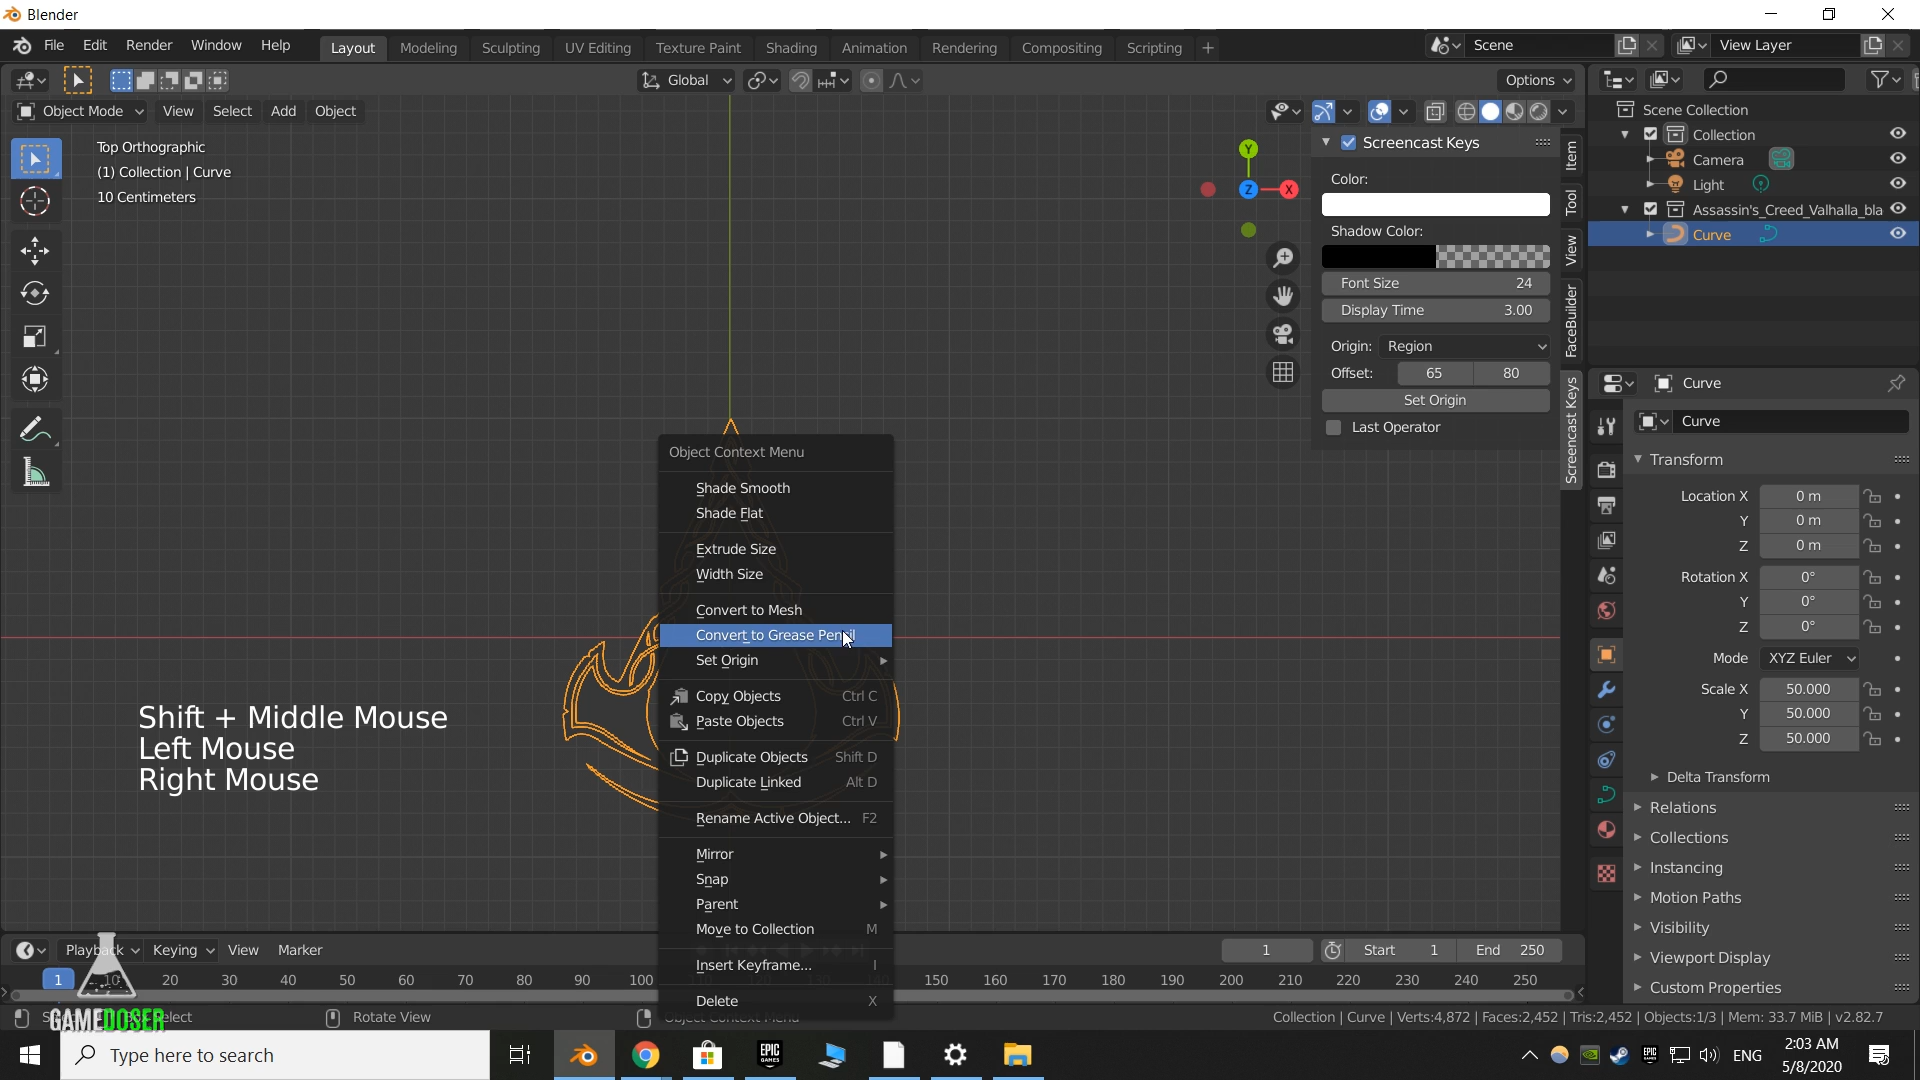 Blender
File Edit Render Window Help
Layout Modeling Sculpting UV Editing Texture Paint Shading Animation Rendering Compositing Scripting +
Scene
View Layer
Global
Options
Object Mode View Select Add Object
Top Orthographic
(1) Collection | Curve
10 Centimeters
Y
Z
X
Screencast Keys
Color:
Shadow Color:
Font Size 24
Display Time 3.00
Origin: Region
Offset: 65 80
Set Origin
Last Operator
Item
Tool
View
FaceBuilder
Screencast Keys
Scene Collection
Collection
Camera
Light
Assassin's_Creed_Valhalla_bla
Curve
Curve
Curve
Transform
Location X 0 m
Y 0 m
Z 0 m
Rotation X 0°
Y 0°
Z 0°
Mode XYZ Euler
Scale X 50.000
Y 50.000
Z 50.000
Delta Transform
Relations
Collections
Instancing
Motion Paths
Visibility
Viewport Display
Custom Properties
Object Context Menu
Shade Smooth
Shade Flat
Extrude Size
Width Size
Convert to Mesh
Convert to Grease Pencil
Set Origin
Copy Objects Ctrl C
Paste Objects Ctrl V
Duplicate Objects Shift D
Duplicate Linked Alt D
Rename Active Object... F2
Mirror
Snap
Parent
Move to Collection M
Insert Keyframe... I
Delete X
Shift + Middle Mouse
Left Mouse
Right Mouse
Playback Keying View Marker
1 Start 1 End 250
1 10 20 30 40 50 60 70 80 90 100 150 160 170 180 190 200 210 220 230 240 250
GAMEDOSER
Rotate View
Object Context Menu
Collection | Curve | Verts:4,872 | Faces:2,452 | Tris:2,452 | Objects:1/3 | Mem: 33.7 MiB | v2.82.7
Type here to search
EPIC GAMES
ENG
2:03 AM
5/8/2020